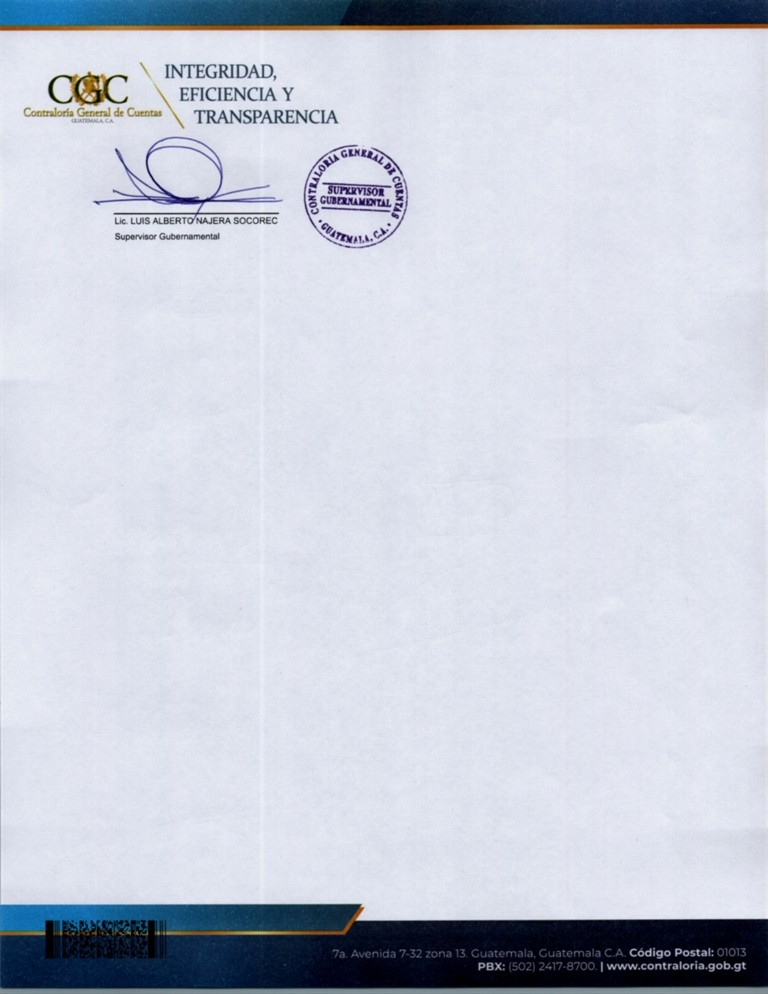 CGC
Contraloría General de Cuentas
GUATEMALA, C.A.
INTEGRIDAD,
EFICIENCIA Y
TRANSPARENCIA
Lic. LUIS ALBERTO NAJERA SOCOREC
Supervisor Gubernamental
CONTRALORIA GENERAL DE CUENTAS
SUPERVISOR
GUBERNAMENTAL
GUATEMALA, C.A.
7a. Avenida 7-32 zona 13. Guatemala, Guatemala C.A. Código Postal: 01013
PBX: (502) 2417-8700. | www.contraloria.gob.gt